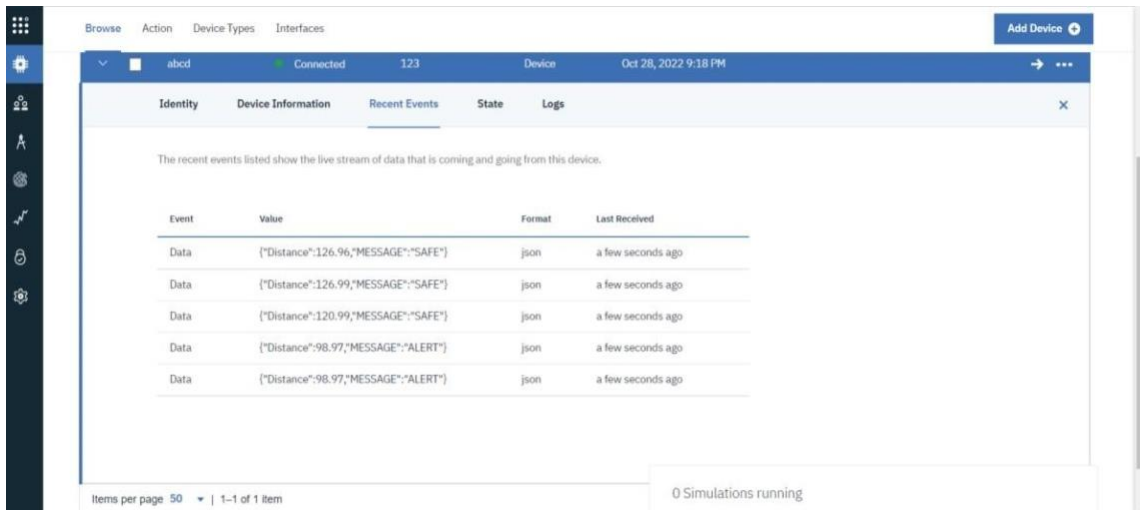 Browse Action Device Types Interfaces Add Device
abcd Connected 123 Device Oct 28, 2022 9:18 PM
Identity Device Information Recent Events State Logs
The recent events listed show the live stream of data that is coming and going from this device.
Event Value Format Last Received
Data {"Distance":126.96,"MESSAGE":"SAFE"} json a few seconds ago
Data {"Distance":126.99,"MESSAGE":"SAFE"} json a few seconds ago
Data {"Distance":120.99,"MESSAGE":"SAFE"} json a few seconds ago
Data {"Distance":98.97,"MESSAGE":"ALERT"} json a few seconds ago
Data {"Distance":98.97,"MESSAGE":"ALERT"} json a few seconds ago
Items per page 50 | 1–1 of 1 item 0 Simulations running